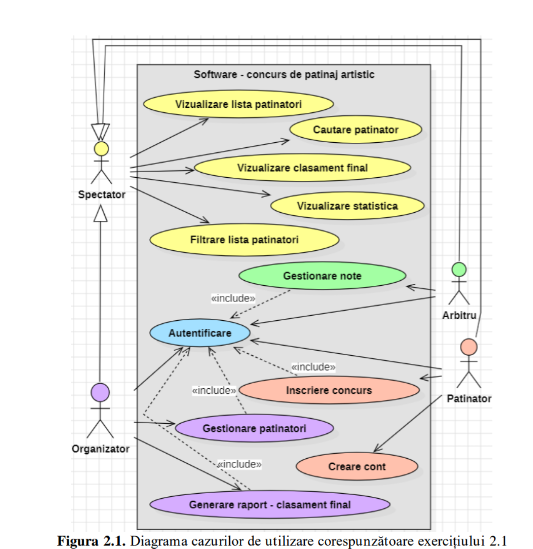 Software - concurs de patinaj artistic
Vizualizare lista patinatori
Cautare patinator
Vizualizare clasament final
Spectator
Vizualizare statistica
Filtrare lista patinatori
Gestionare note
«include»
Arbitru
Autentificare
«include»
Inscriere concurs
Patinator
«include»
Gestionare patinatori
Organizator
«include»
Creare cont
Generare raport - clasament final
Figura 2.1. Diagrama cazurilor de utilizare corespunzătoare exercițiului 2.1